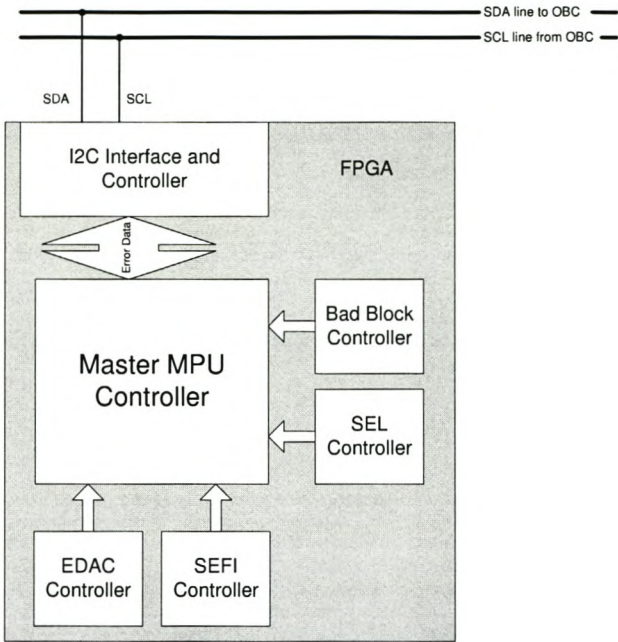 SDA line to OBC
SCL line from OBC
SDA
SCL
I2C Interface and
Controller
FPGA
Error Data
Master MPU
Controller
Bad Block
Controller
SEL
Controller
EDAC
Controller
SEFI
Controller